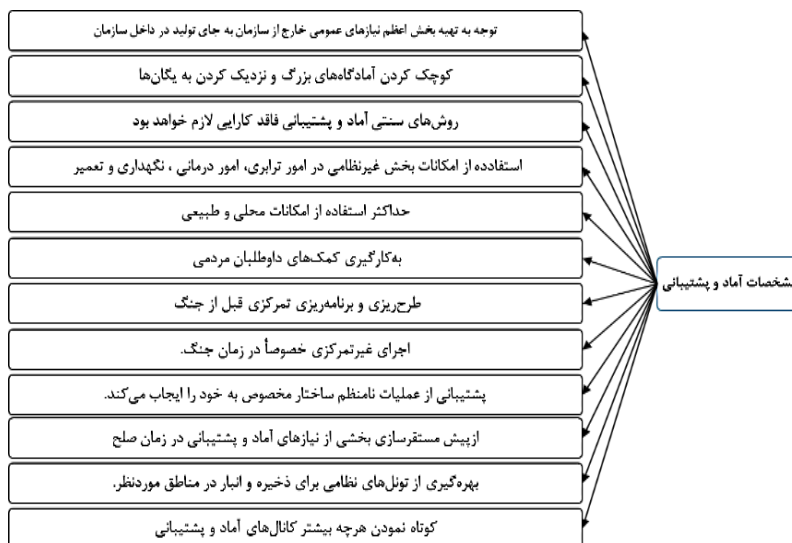 توجه به تهیه بخش اعظم نیازهای عمومی خارج از سازمان به جای تولید در داخل سازمان
کوچک کردن آمادگاه‌های بزرگ و نزدیک کردن به یگان‌ها
روش‌های سنتی آماد و پشتیبانی فاقد کارایی لازم خواهد بود
استفادده از امکانات بخش غیرنظامی در امور ترابری، امور درمانی ، نگهداری و تعمیر
حداکثر استفاده از امکانات محلی و طبیعی
به‌کارگیری کمک‌های داوطلبان مردمی
طرح‌ریزی و برنامه‌ریزی تمرکزی قبل از جنگ
اجرای غیرتمرکزی خصوصاً در زمان جنگ.
پشتیبانی از عملیات نامنظم ساختار مخصوص به خود را ایجاب می‌کند.
ازپیش مستقرسازی بخشی از نیازهای آماد و پشتیبانی در زمان صلح
بهره‌گیری از تونل‌های نظامی برای ذخیره و انبار در مناطق موردنظر.
کوتاه نمودن هرچه بیشتر کانال‌های آماد و پشتیبانی
مشخصات آماد و پشتیبانی